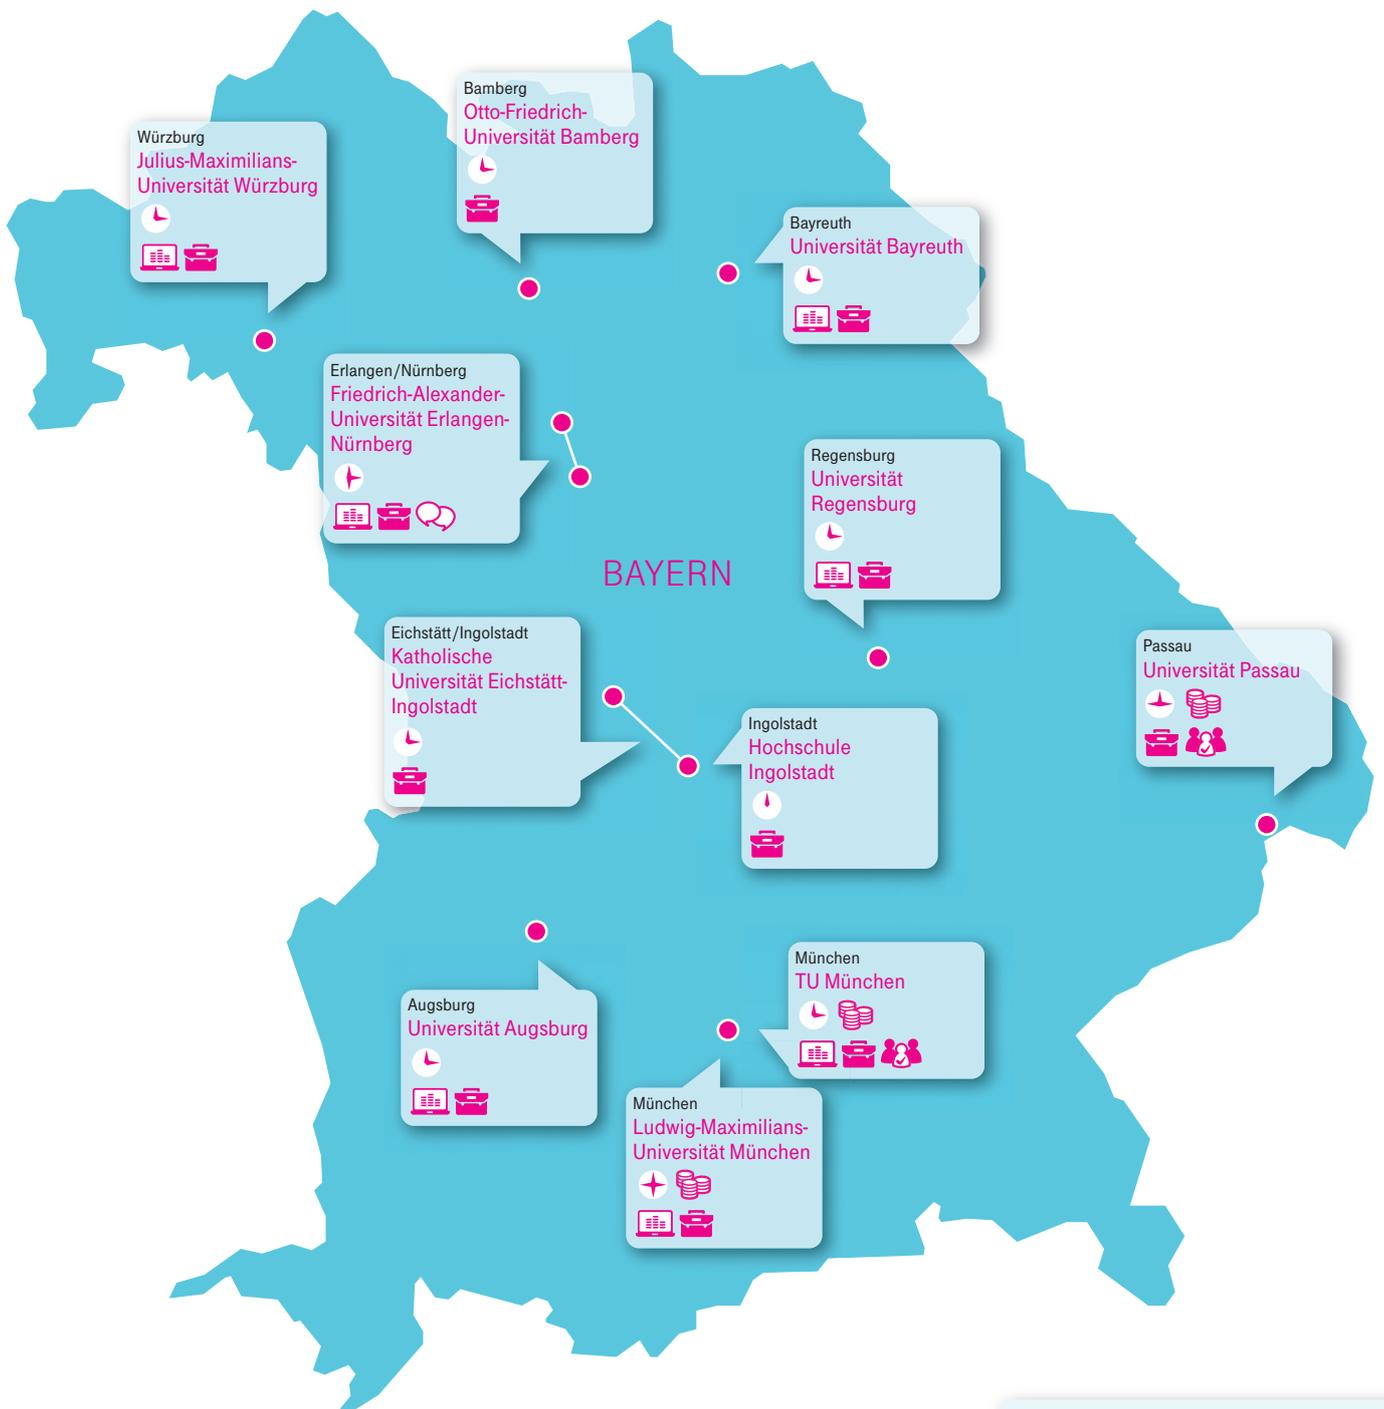 Bamberg
Otto-Friedrich-
Universität Bamberg
Würzburg
Julius-Maximilians-
Universität Würzburg
Bayreuth
Universität Bayreuth
Erlangen/Nürnberg
Friedrich-Alexander-
Universität Erlangen-
Nürnberg
Regensburg
Universität
Regensburg
BAYERN
Eichstätt/Ingolstadt
Katholische
Universität Eichstätt-
Ingolstadt
Passau
Universität Passau
Ingolstadt
Hochschule
Ingolstadt
München
TU München
Augsburg
Universität Augsburg
München
Ludwig-Maximilians-
Universität München